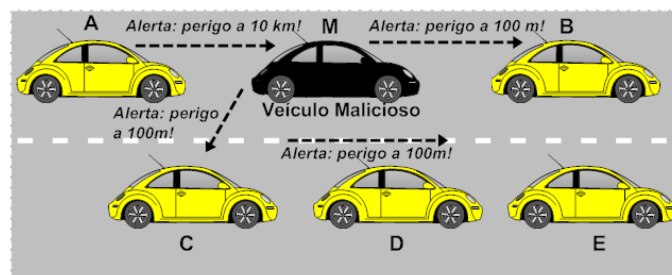 A
Alerta: perigo a 10 km!
M
Alerta: perigo a 100 m!
B
Alerta: perigo
a 100m!
Veículo Malicioso
Alerta: perigo a 100m!
C
D
E